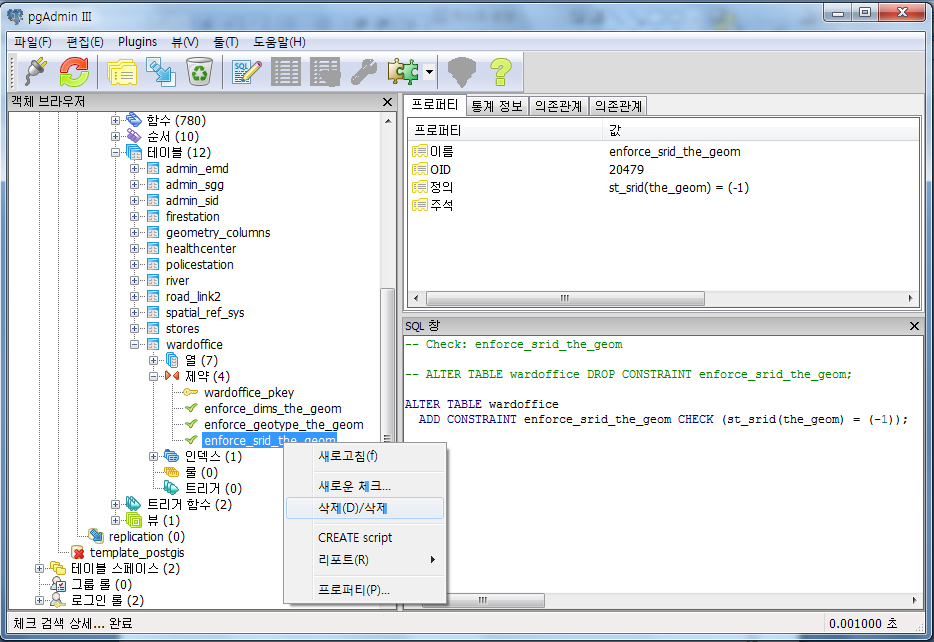 pgAdmin III
파일(F) 편집(E) Plugins 뷰(V) 툴(T) 도움말(H)
SQL
객체 브라우저
함수 (780)
순서 (10)
테이블 (12)
admin_emd
admin_sgg
admin_sid
firestation
geometry_columns
healthcenter
policestation
river
road_link2
spatial_ref_sys
stores
wardoffice
열 (7)
제약 (4)
wardoffice_pkey
enforce_dims_the_geom
enforce_geotype_the_geom
enforce_srid_the_geom
인덱스 (1)
룰 (0)
트리거 (0)
트리거 함수 (2)
뷰 (1)
replication (0)
template_postgis
테이블 스페이스 (2)
그룹 롤 (0)
로그인 롤 (2)
새로고침(f)
새로운 체크...
삭제(D)/삭제
CREATE script
리포트(R)
프로퍼티(P)...
프로퍼티 통계 정보 의존관계 의존관계
프로퍼티 값
이름 enforce_srid_the_geom
OID 20479
정의 st_srid(the_geom) = (-1)
주석
SQL 창
-- Check: enforce_srid_the_geom
-- ALTER TABLE wardoffice DROP CONSTRAINT enforce_srid_the_geom;
ALTER TABLE wardoffice
ADD CONSTRAINT enforce_srid_the_geom CHECK (st_srid(the_geom) = (-1));
체크 검색 상세... 완료 0.001000 초